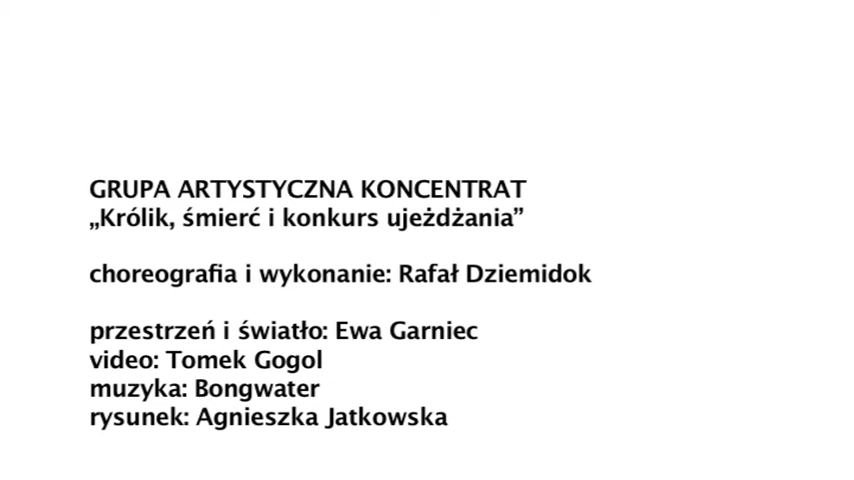 GRUPA ARTYSTYCZNA KONCENTRAT
„Królik, śmierć i konkurs ujeżdżania”
choreografia i wykonanie: Rafał Dziemidok
przestrzeń i światło: Ewa Garniec
video: Tomek Gogol
muzyka: Bongwater
rysunek: Agnieszka Jatkowska